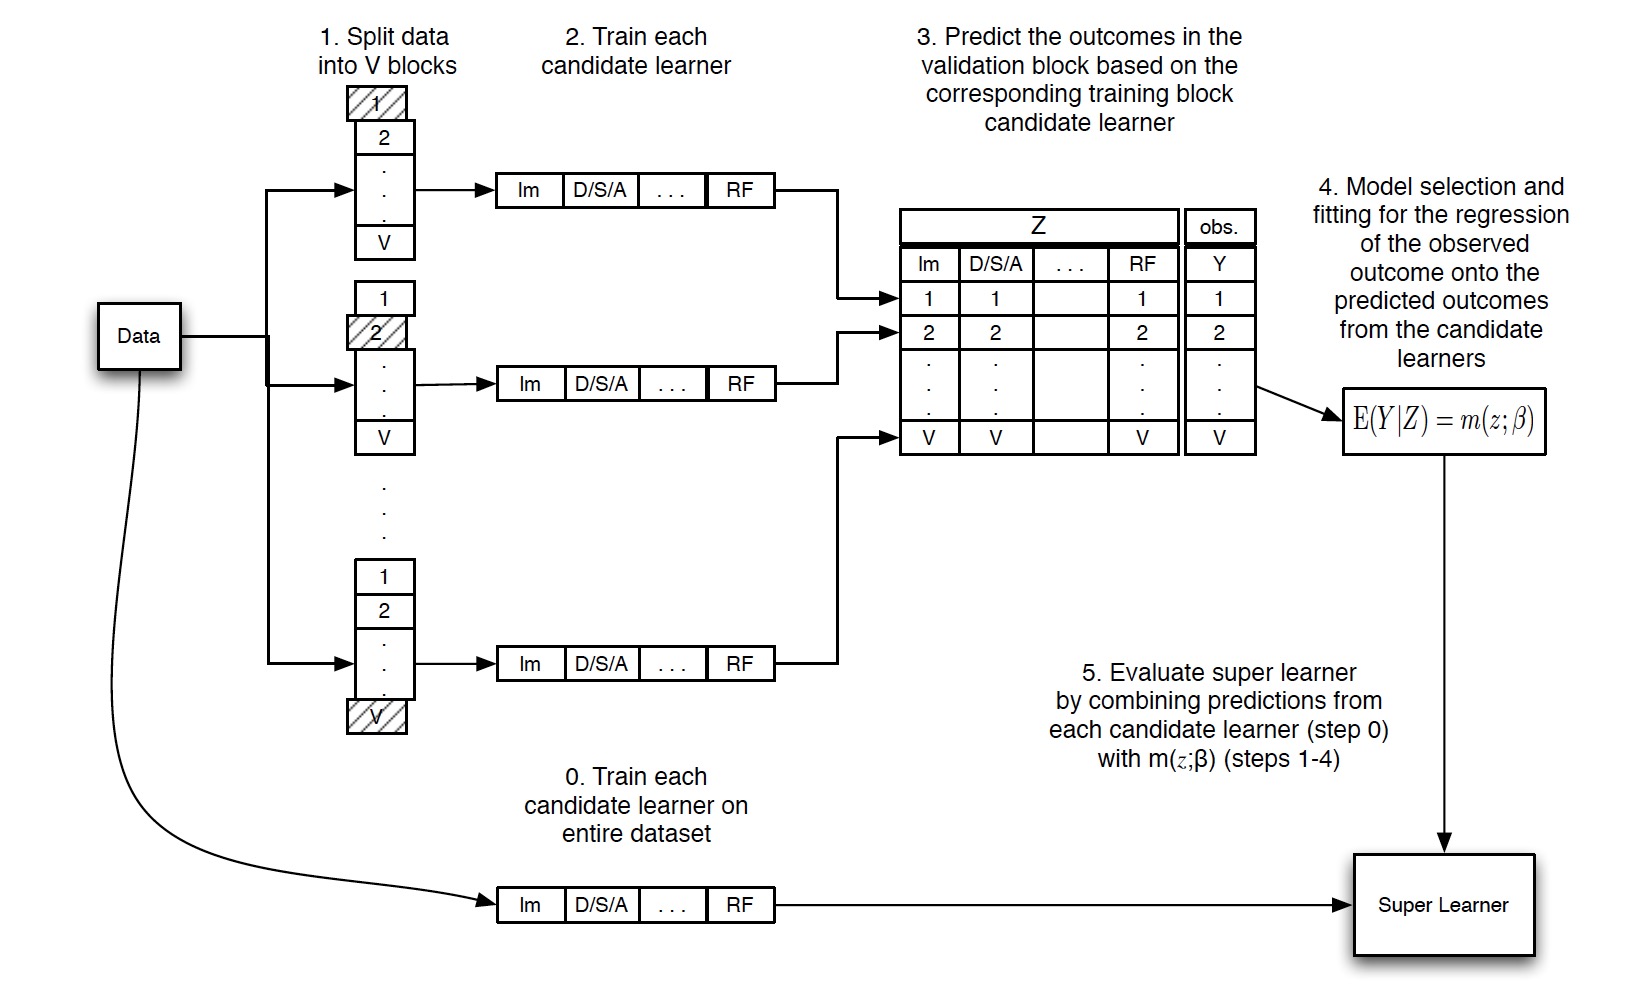 1. Split data
into V blocks
2. Train each
candidate learner
3. Predict the outcomes in the
validation block based on the
corresponding training block
candidate learner
4. Model selection and
fitting for the regression
of the observed
outcome onto the
predicted outcomes
from the candidate
learners
1
2
.
.
.
V
lm D/S/A . . . RF
Data
1
2
.
.
.
V
lm D/S/A . . . RF
.
.
.
1
2
.
.
.
V
lm D/S/A . . . RF
Z obs.
lm D/S/A . . . RF Y
1 1 1 1
2 2 2 2
. . . .
. . . .
. . . .
V V V V
E(Y|Z) = m(z; β)
5. Evaluate super learner
by combining predictions from
each candidate learner (step 0)
with m(z;β) (steps 1-4)
0. Train each
candidate learner on
entire dataset
lm D/S/A . . . RF
Super Learner